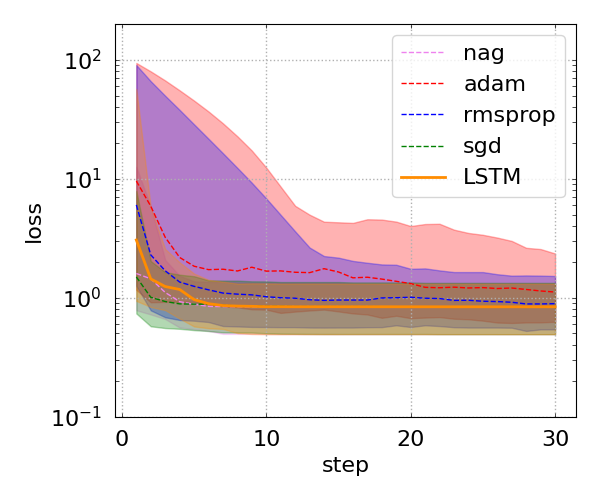 nag
adam
rmsprop
sgd
LSTM
loss
10²
10¹
10⁰
10⁻¹
0
10
20
30
step